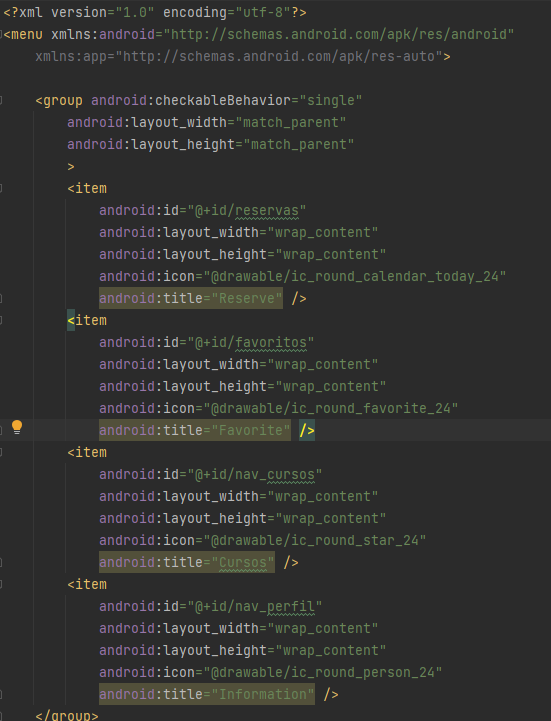 <?xml version="1.0" encoding="utf-8"?>
<menu xmlns:android="http://schemas.android.com/apk/res/android"
    xmlns:app="http://schemas.android.com/apk/res-auto">

    <group android:checkableBehavior="single"
        android:layout_width="match_parent"
        android:layout_height="match_parent"
        >
        <item
            android:id="@+id/reservas"
            android:layout_width="wrap_content"
            android:layout_height="wrap_content"
            android:icon="@drawable/ic_round_calendar_today_24"
            android:title="Reserve" />
        <item
            android:id="@+id/favoritos"
            android:layout_width="wrap_content"
            android:layout_height="wrap_content"
            android:icon="@drawable/ic_round_favorite_24"
            android:title="Favorite" />
        <item
            android:id="@+id/nav_cursos"
            android:layout_width="wrap_content"
            android:layout_height="wrap_content"
            android:icon="@drawable/ic_round_star_24"
            android:title="Cursos" />
        <item
            android:id="@+id/nav_perfil"
            android:layout_width="wrap_content"
            android:layout_height="wrap_content"
            android:icon="@drawable/ic_round_person_24"
            android:title="Information" />
    </group>